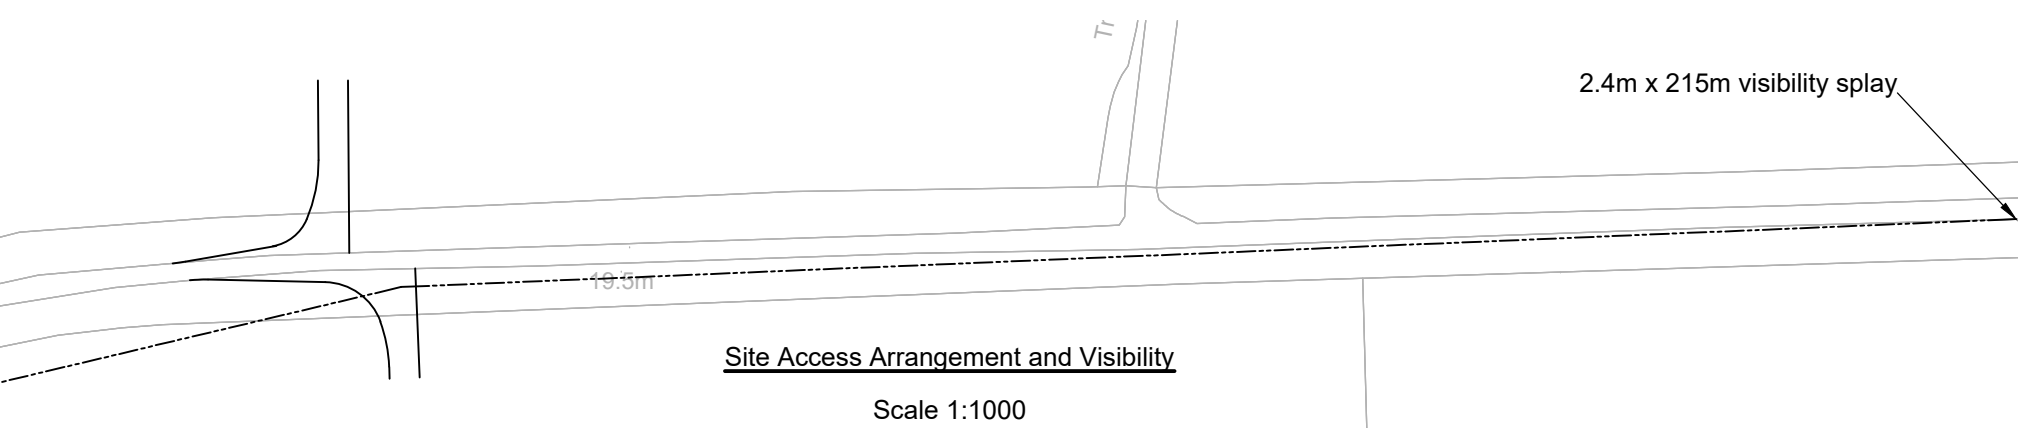 2.4m x 215m visibility splay
19.5m
Site Access Arrangement and Visibility
Scale 1:1000